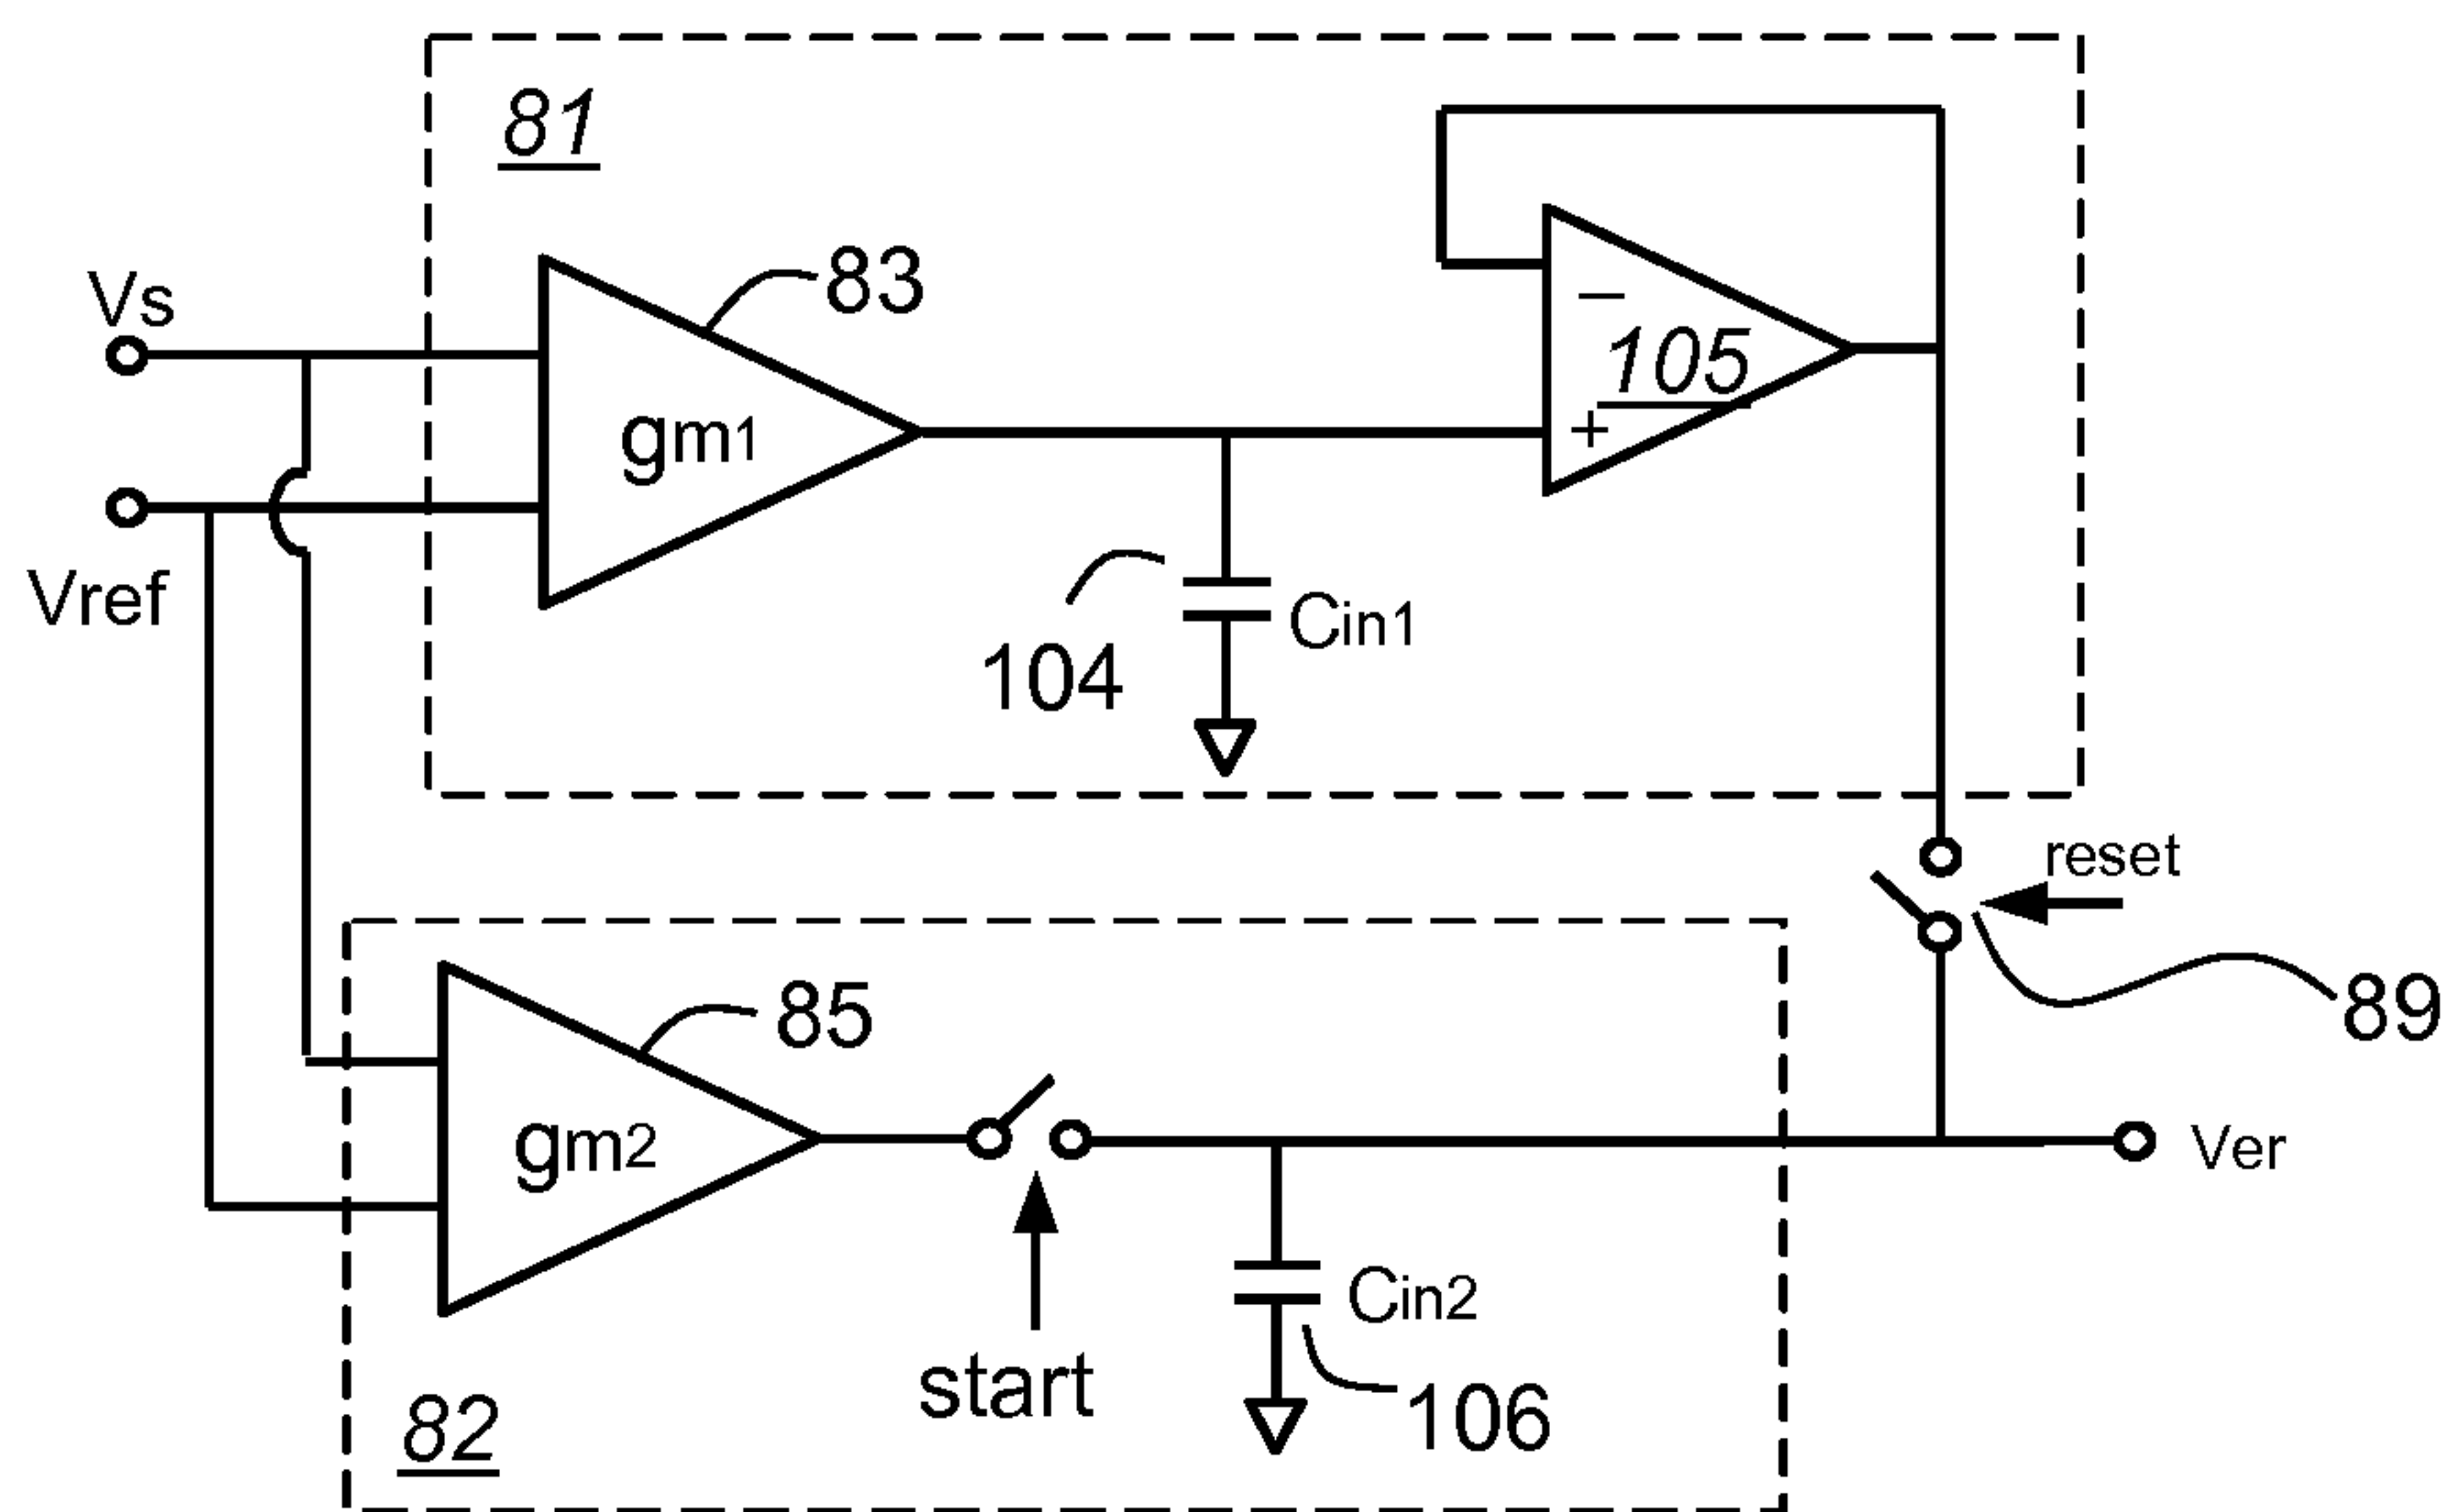 81
83
Vs
−
105
+
gm1
Vref
Cin1
104
reset
85
89
gm2
Ver
Cin2
start
106
82